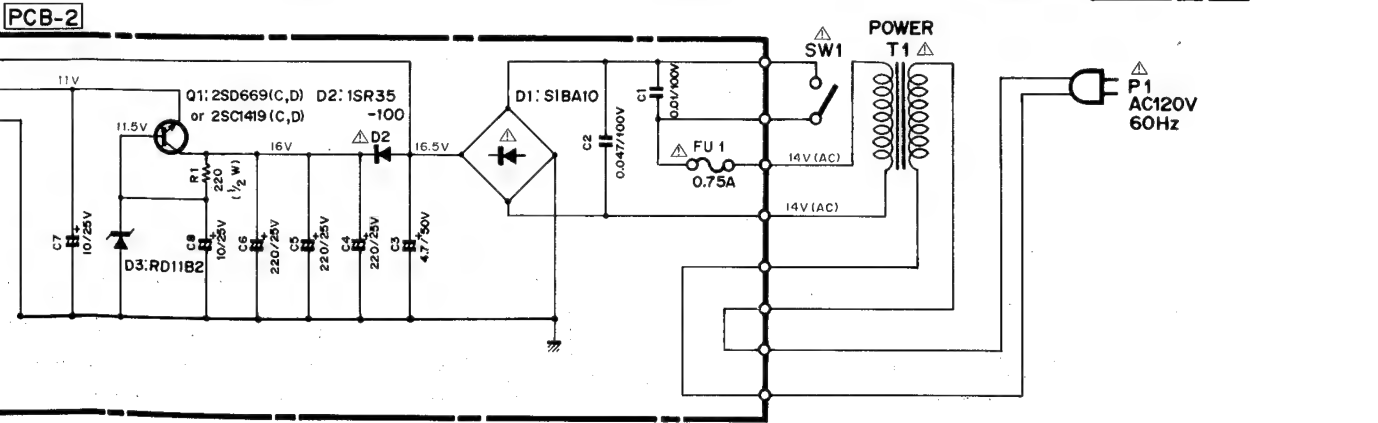 PCB-2
POWER
T1
SW1
P1
AC120V
60Hz
11V
Q1:2SD669(C,D)
or 2SC1419(C,D)
D2:1SR35
-100
D1:S1BA10
C1
0.01/100V
11.5V
16V
D2
16.5V
C2
0.047/100V
FU1
0.75A
14V(AC)
14V(AC)
R1
220
(½W)
C7
10/25V
D3:RD11B2
C8
10/25V
C6
220/25V
C5
220/25V
C4
220/25V
C3
4.7/50V
+
+
+
+
+
+